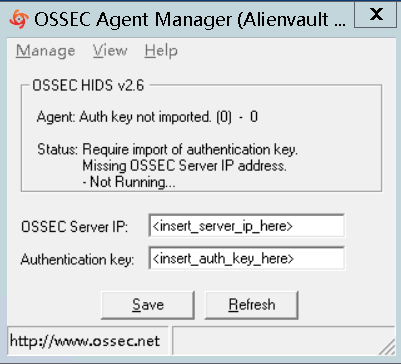 OSSEC Agent Manager (Alienvault ...
X
Manage View Help
OSSEC HIDS v2.6
Agent: Auth key not imported. (0) - 0
Status: Require import of authentication key.
Missing OSSEC Server IP address.
- Not Running...
OSSEC Server IP: <insert_server_ip_here>
Authentication key: <insert_auth_key_here>
Save Refresh
http://www.ossec.net